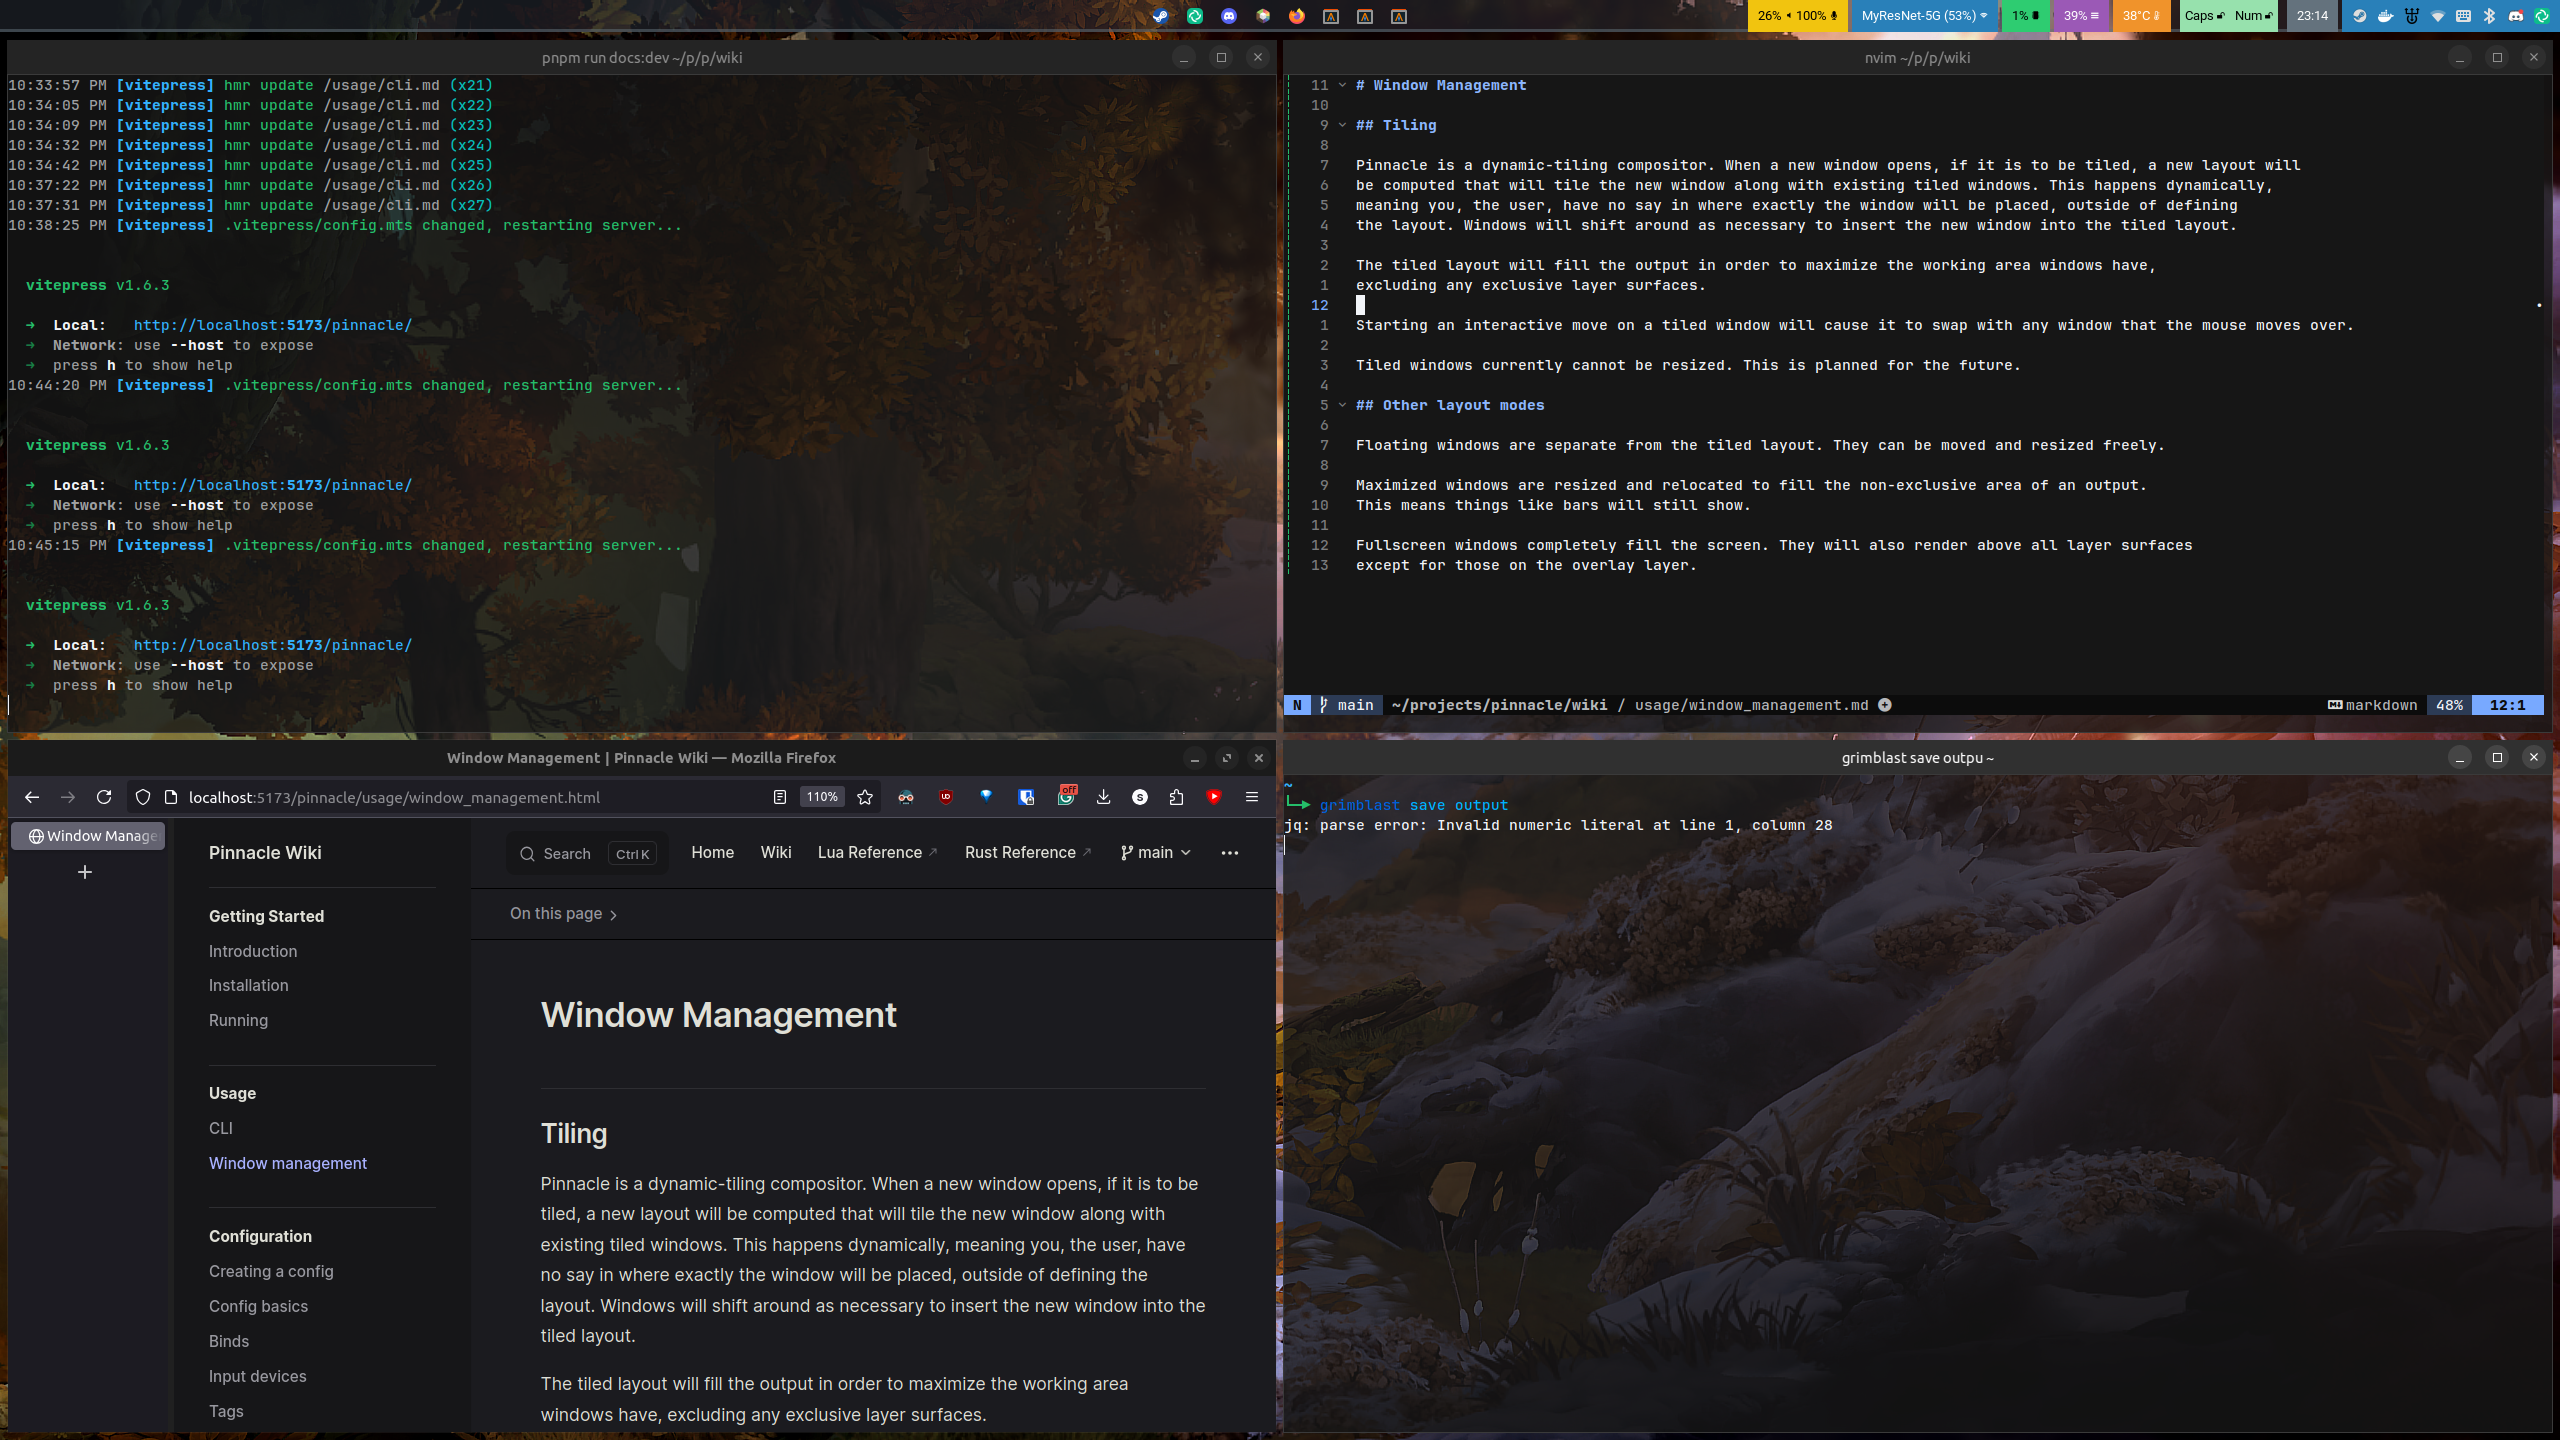 26% 100%
MyResNet-5G (53%)
1%
39%
38°C
Caps Num
23:14
pnpm run docs:dev ~/p/p/wiki
10:33:57 PM [vitepress] hmr update /usage/cli.md (x21)
10:34:05 PM [vitepress] hmr update /usage/cli.md (x22)
10:34:09 PM [vitepress] hmr update /usage/cli.md (x23)
10:34:32 PM [vitepress] hmr update /usage/cli.md (x24)
10:34:42 PM [vitepress] hmr update /usage/cli.md (x25)
10:37:22 PM [vitepress] hmr update /usage/cli.md (x26)
10:37:31 PM [vitepress] hmr update /usage/cli.md (x27)
10:38:25 PM [vitepress] .vitepress/config.mts changed, restarting server...
vitepress v1.6.3
➜ Local: http://localhost:5173/pinnacle/
➜ Network: use --host to expose
➜ press h to show help
10:44:20 PM [vitepress] .vitepress/config.mts changed, restarting server...
vitepress v1.6.3
➜ Local: http://localhost:5173/pinnacle/
➜ Network: use --host to expose
➜ press h to show help
10:45:15 PM [vitepress] .vitepress/config.mts changed, restarting server...
vitepress v1.6.3
➜ Local: http://localhost:5173/pinnacle/
➜ Network: use --host to expose
➜ press h to show help
nvim ~/p/p/wiki
11 # Window Management
10
9 ## Tiling
8
7 Pinnacle is a dynamic-tiling compositor. When a new window opens, if it is to be tiled, a new layout will
6 be computed that will tile the new window along with existing tiled windows. This happens dynamically,
5 meaning you, the user, have no say in where exactly the window will be placed, outside of defining
4 the layout. Windows will shift around as necessary to insert the new window into the tiled layout.
3
2 The tiled layout will fill the output in order to maximize the working area windows have,
1 excluding any exclusive layer surfaces.
12
1 Starting an interactive move on a tiled window will cause it to swap with any window that the mouse moves over.
2
3 Tiled windows currently cannot be resized. This is planned for the future.
4
5 ## Other layout modes
6
7 Floating windows are separate from the tiled layout. They can be moved and resized freely.
8
9 Maximized windows are resized and relocated to fill the non-exclusive area of an output.
10 This means things like bars will still show.
11
12 Fullscreen windows completely fill the screen. They will also render above all layer surfaces
13 except for those on the overlay layer.
N main ~/projects/pinnacle/wiki / usage/window_management.md markdown 48% 12:1
Window Management | Pinnacle Wiki — Mozilla Firefox
localhost:5173/pinnacle/usage/window_management.html 110% off
Window Manage
Pinnacle Wiki
Search Ctrl K Home Wiki Lua Reference Rust Reference main
On this page
Getting Started
Introduction
Installation
Running
Usage
CLI
Window management
Configuration
Creating a config
Config basics
Binds
Input devices
Tags
Window Management
Tiling
Pinnacle is a dynamic-tiling compositor. When a new window opens, if it is to be
tiled, a new layout will be computed that will tile the new window along with
existing tiled windows. This happens dynamically, meaning you, the user, have
no say in where exactly the window will be placed, outside of defining the
layout. Windows will shift around as necessary to insert the new window into the
tiled layout.
The tiled layout will fill the output in order to maximize the working area
windows have, excluding any exclusive layer surfaces.
grimblast save outpu ~
~
grimblast save output
jq: parse error: Invalid numeric literal at line 1, column 28